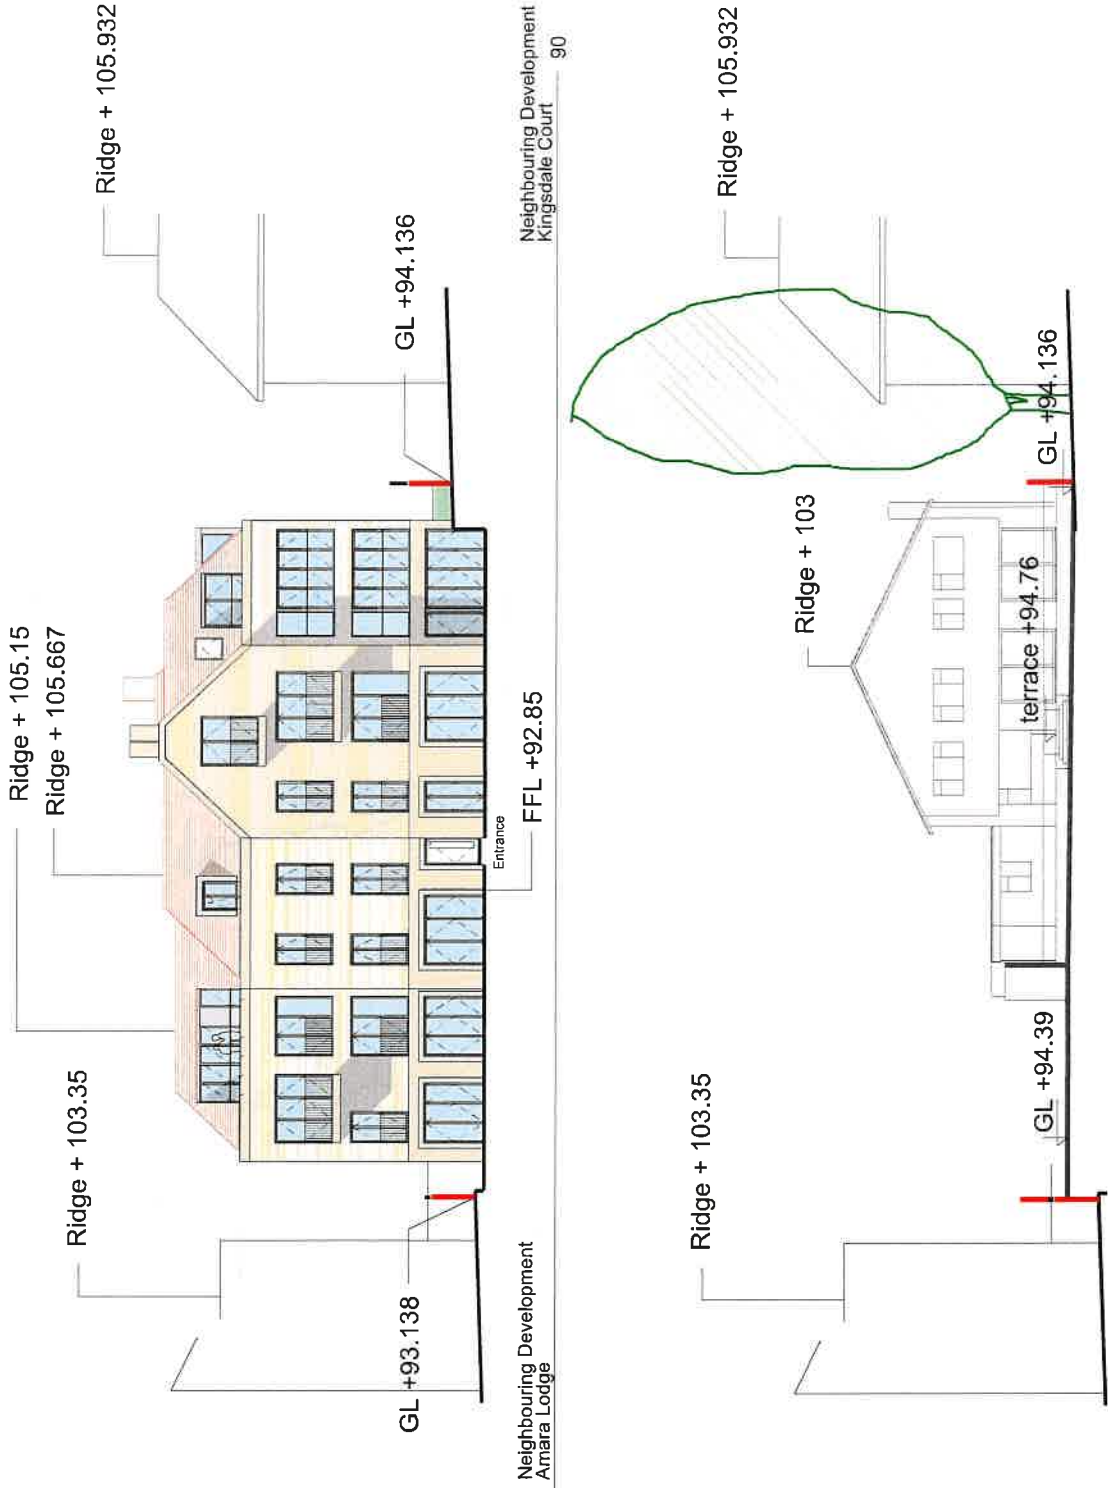 Ridge + 103.35
Ridge + 105.15
Ridge + 105.667
Ridge + 105.932
GL +93.138
GL +94.136
Entrance
FFL +92.85
Neighbouring Development
Amara Lodge
Neighbouring Development
Kingsdale Court
90
Ridge + 103.35
Ridge + 103
Ridge + 105.932
GL +94.39
terrace +94.76
GL +94.136